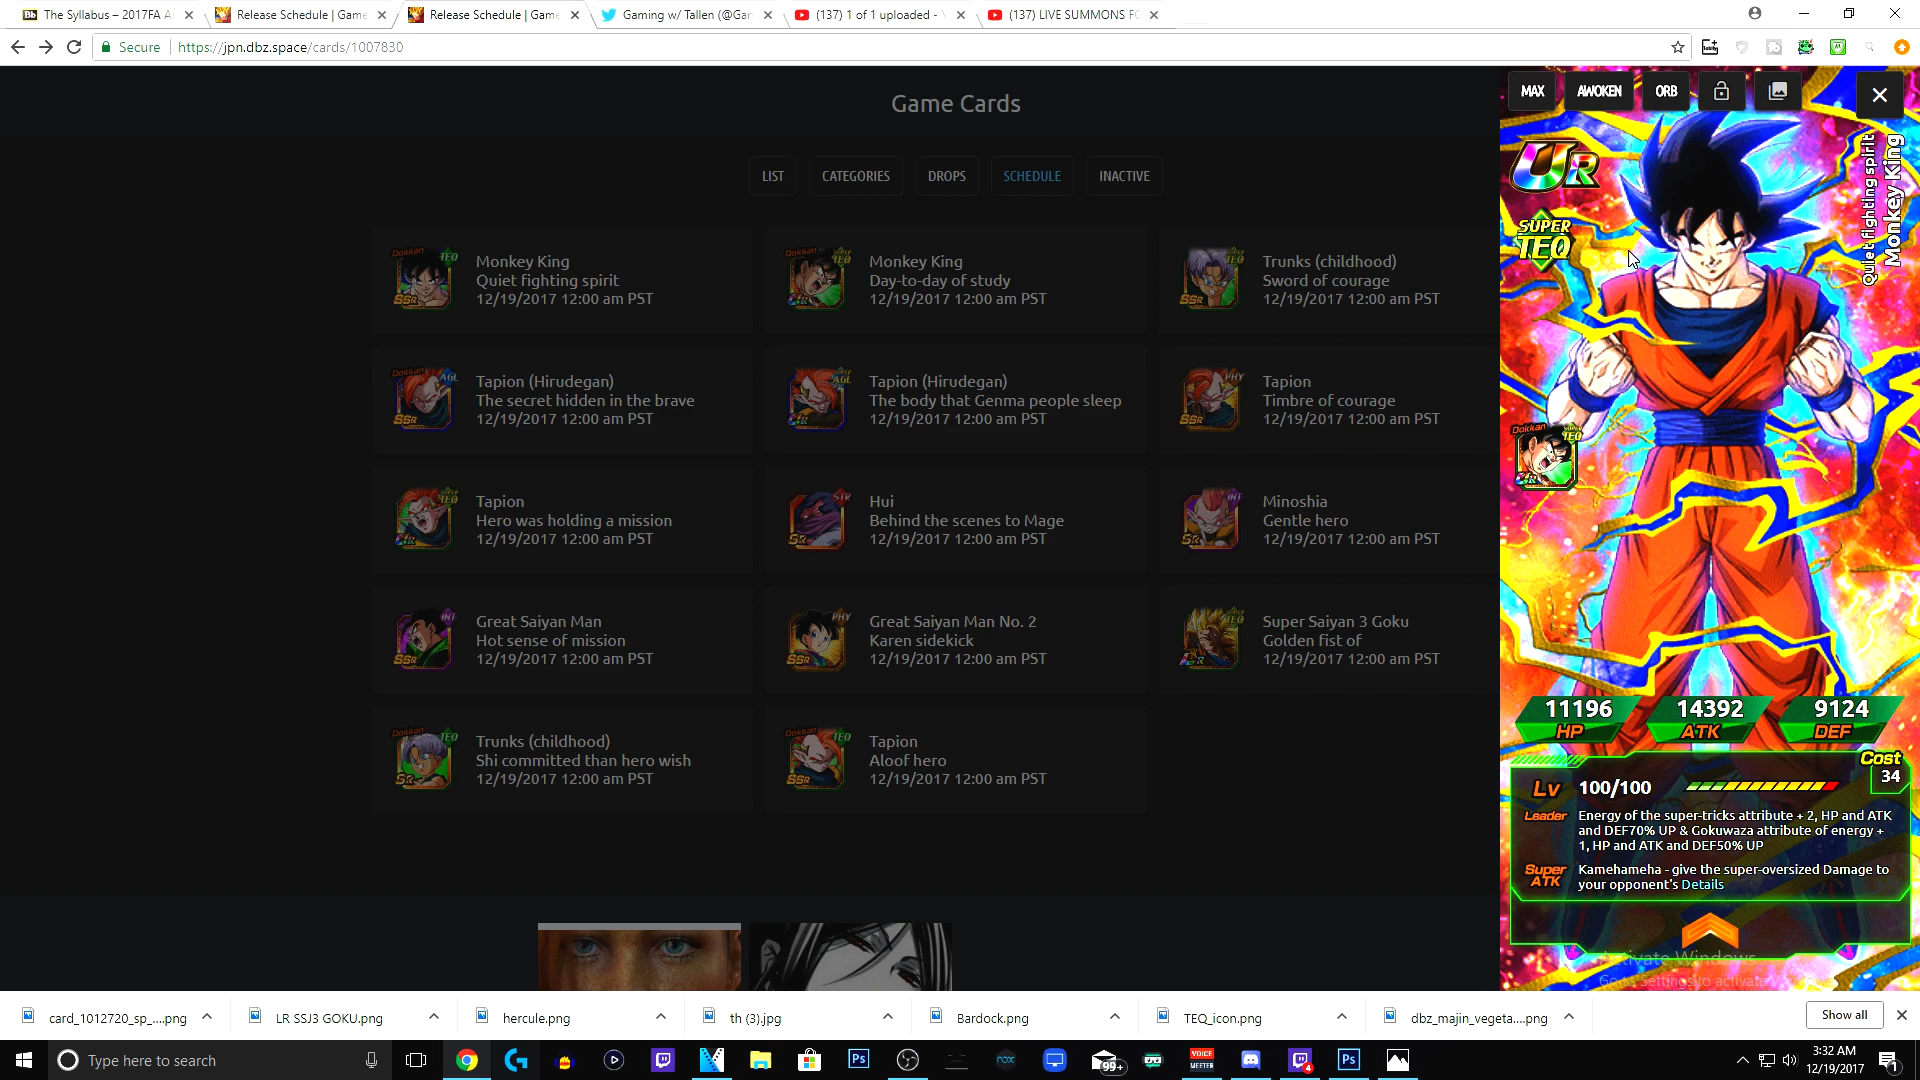 The Syllabus – 2017FA A
Release Schedule | Game
Release Schedule | Game
Gaming w/ Tallen (@Gar
(137) 1 of 1 uploaded -
(137) LIVE SUMMONS FO
Secure
https://jpn.dbz.space/cards/1007830
Game Cards
LIST
CATEGORIES
DROPS
SCHEDULE
INACTIVE
Monkey King
Quiet fighting spirit
12/19/2017 12:00 am PST
Monkey King
Day-to-day of study
12/19/2017 12:00 am PST
Trunks (childhood)
Sword of courage
12/19/2017 12:00 am PST
Tapion (Hirudegan)
The secret hidden in the brave
12/19/2017 12:00 am PST
Tapion (Hirudegan)
The body that Genma people sleep
12/19/2017 12:00 am PST
Tapion
Timbre of courage
12/19/2017 12:00 am PST
Tapion
Hero was holding a mission
12/19/2017 12:00 am PST
Hui
Behind the scenes to Mage
12/19/2017 12:00 am PST
Minoshia
Gentle hero
12/19/2017 12:00 am PST
Great Saiyan Man
Hot sense of mission
12/19/2017 12:00 am PST
Great Saiyan Man No. 2
Karen sidekick
12/19/2017 12:00 am PST
Super Saiyan 3 Goku
Golden fist of
12/19/2017 12:00 am PST
Trunks (childhood)
Shi committed than hero wish
12/19/2017 12:00 am PST
Tapion
Aloof hero
12/19/2017 12:00 am PST
MAX
AWOKEN
ORB
UR
SUPER
TEQ
Quiet fighting spirit
Monkey King
Dokkan
11196
HP
14392
ATK
9124
DEF
Cost
34
Lv 100/100
Leader
Energy of the super-tricks attribute + 2, HP and ATK
and DEF70% UP & Gokuwaza attribute of energy +
1, HP and ATK and DEF50% UP
Super
ATK
Kamehameha - give the super-oversized Damage to
your opponent's Details
Activate Windows
Go to Settings to activate
card_1012720_sp_....png
LR SSJ3 GOKU.png
hercule.png
th (3).jpg
Bardock.png
TEQ_icon.png
dbz_majin_vegeta....png
Show all
Type here to search
99+
VOICE
MEETER
4
3:32 AM
12/19/2017
1